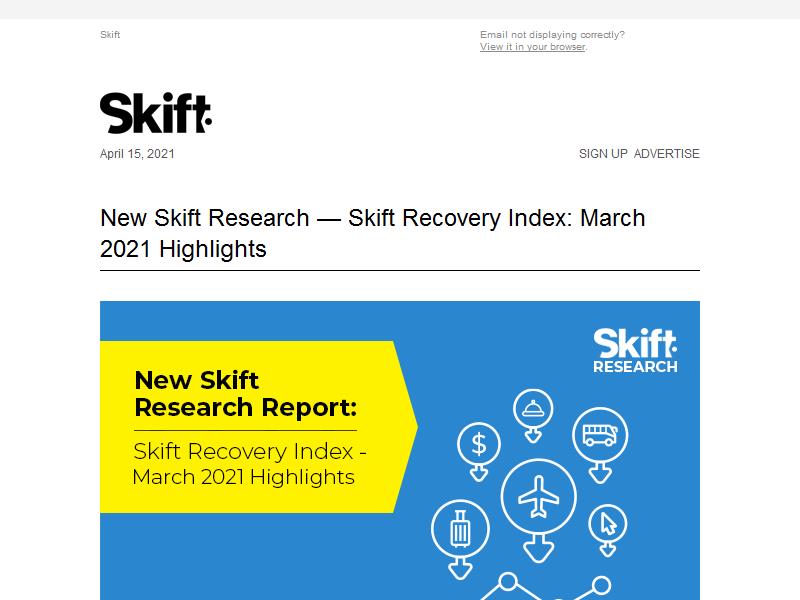 Skift
Email not displaying correctly?
View it in your browser.
Skift
April 15, 2021
SIGN UP ADVERTISE
New Skift Research — Skift Recovery Index: March
2021 Highlights
Skift
RESEARCH
New Skift
Research Report:
Skift Recovery Index -
March 2021 Highlights
$